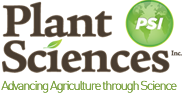 Plant
PSI
Sciences Inc.
Advancing Agriculture through Science